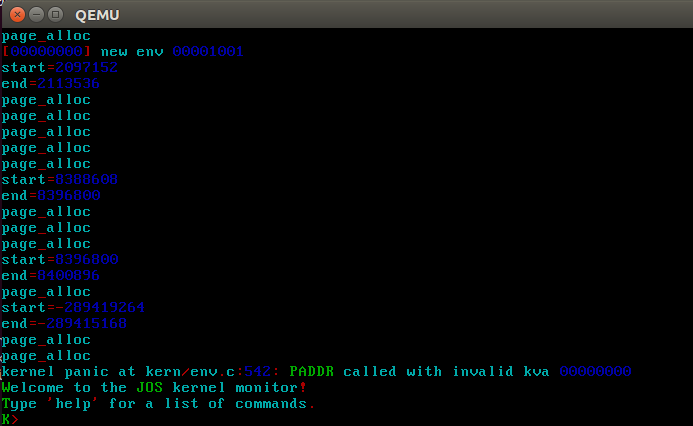 QEMU
page_alloc
[00000000] new env 00001001
start=2097152
end=2113536
page_alloc
page_alloc
page_alloc
page_alloc
page_alloc
start=8388608
end=8396800
page_alloc
page_alloc
page_alloc
start=8396800
end=8400896
page_alloc
start=-289419264
end=-289415168
page_alloc
page_alloc
kernel panic at kern/env.c:542: PADDR called with invalid kva 00000000
Welcome to the JOS kernel monitor!
Type 'help' for a list of commands.
K>